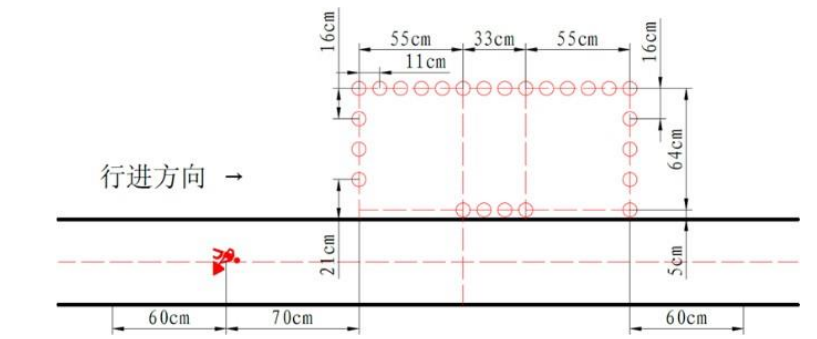 16cm
55cm
33cm
55cm
16cm
11cm
64cm
行进方向 →
21cm
5cm
60cm
70cm
60cm